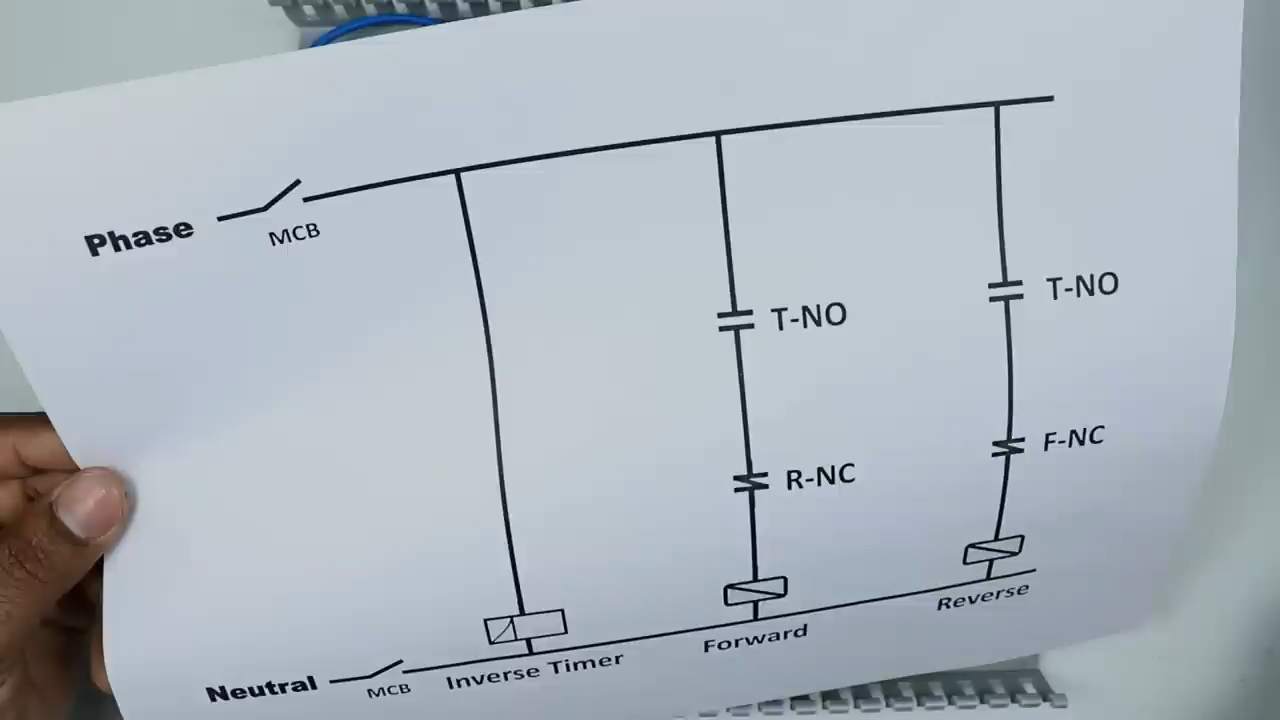 Phase
MCB
T-NO
T-NO
R-NC
F-NC
Neutral
MCB
Inverse Timer
Forward
Reverse